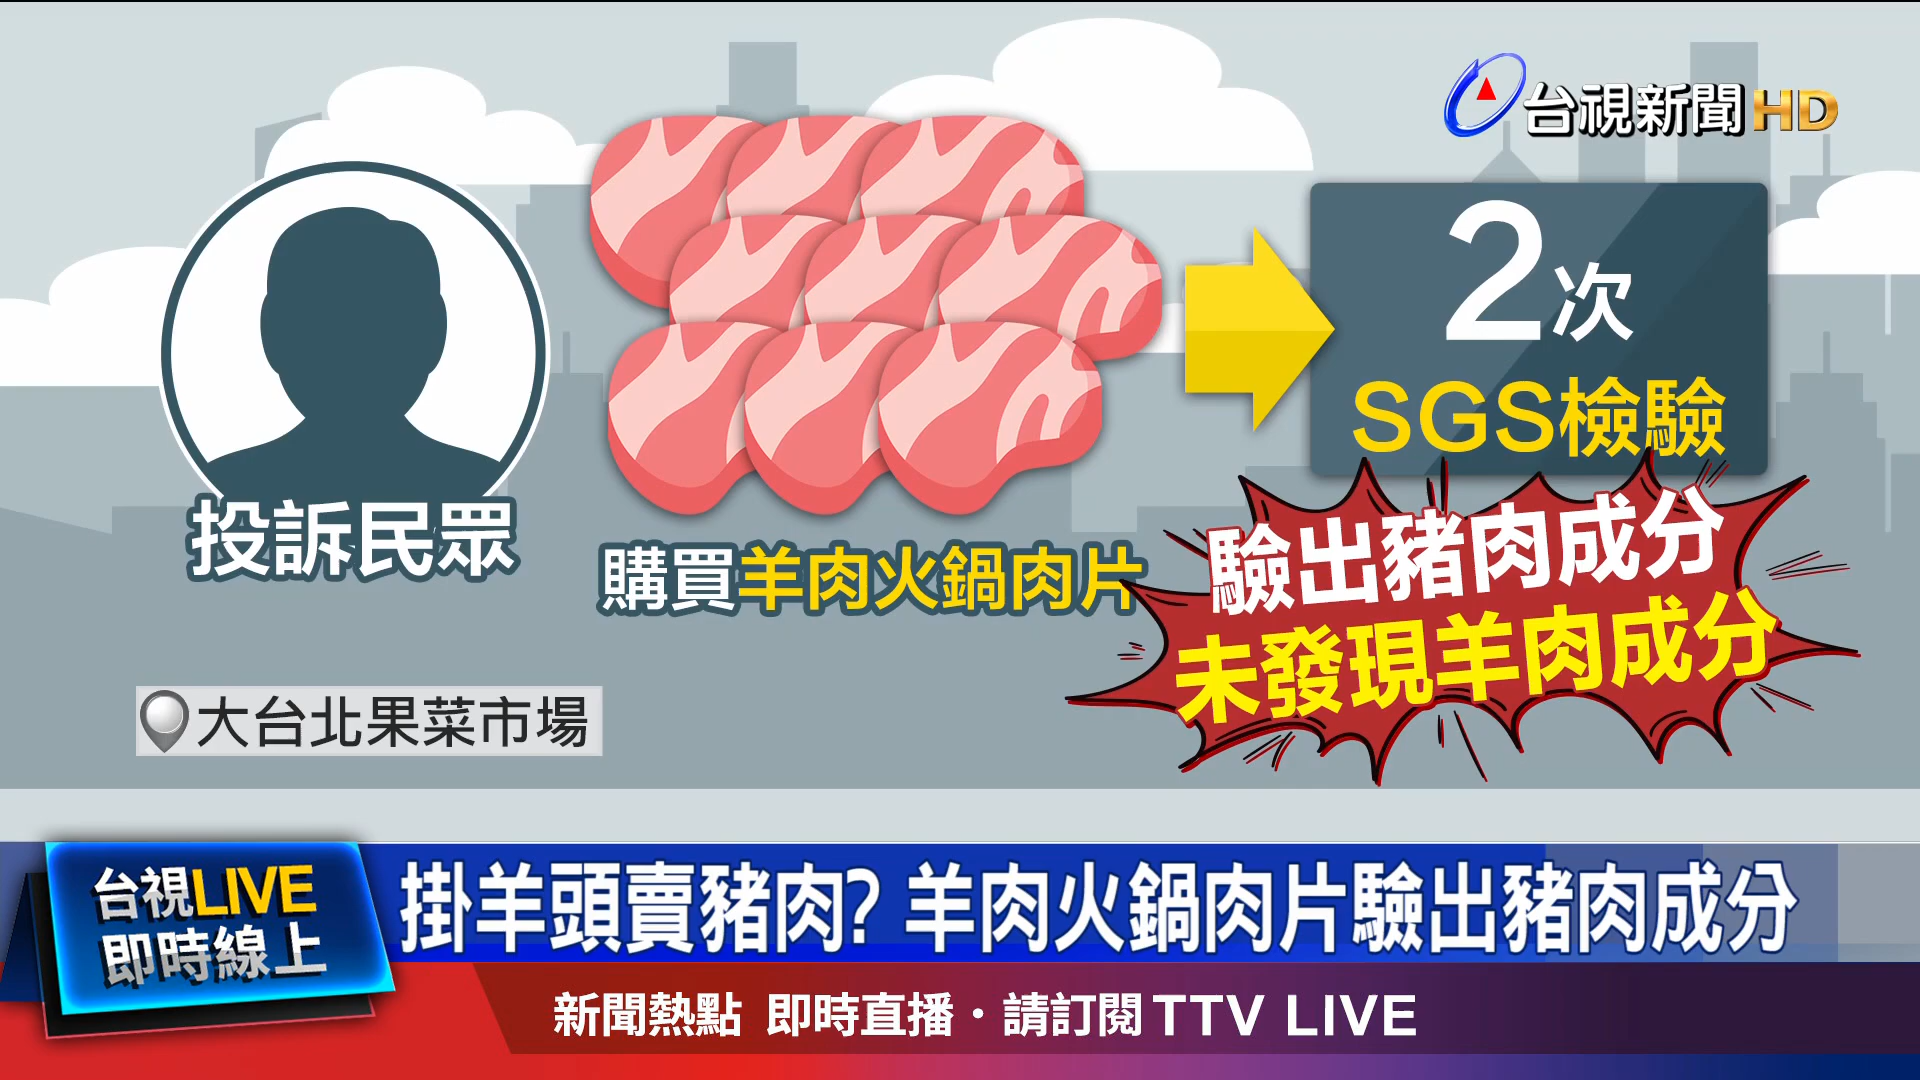 台視新聞HD
2次
SGS檢驗
驗出豬肉成分
未發現羊肉成分
投訴民眾
購買羊肉火鍋肉片
大台北果菜市場
台視LIVE
即時線上
掛羊頭賣豬肉? 羊肉火鍋肉片驗出豬肉成分
新聞熱點 即時直播·請訂閱TTV LIVE